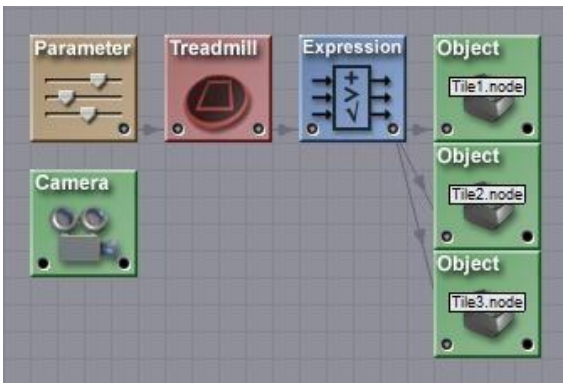 Parameter
Treadmill
Expression
Object
Tile1.node
Object
Tile2.node
Camera
Object
Tile3.node